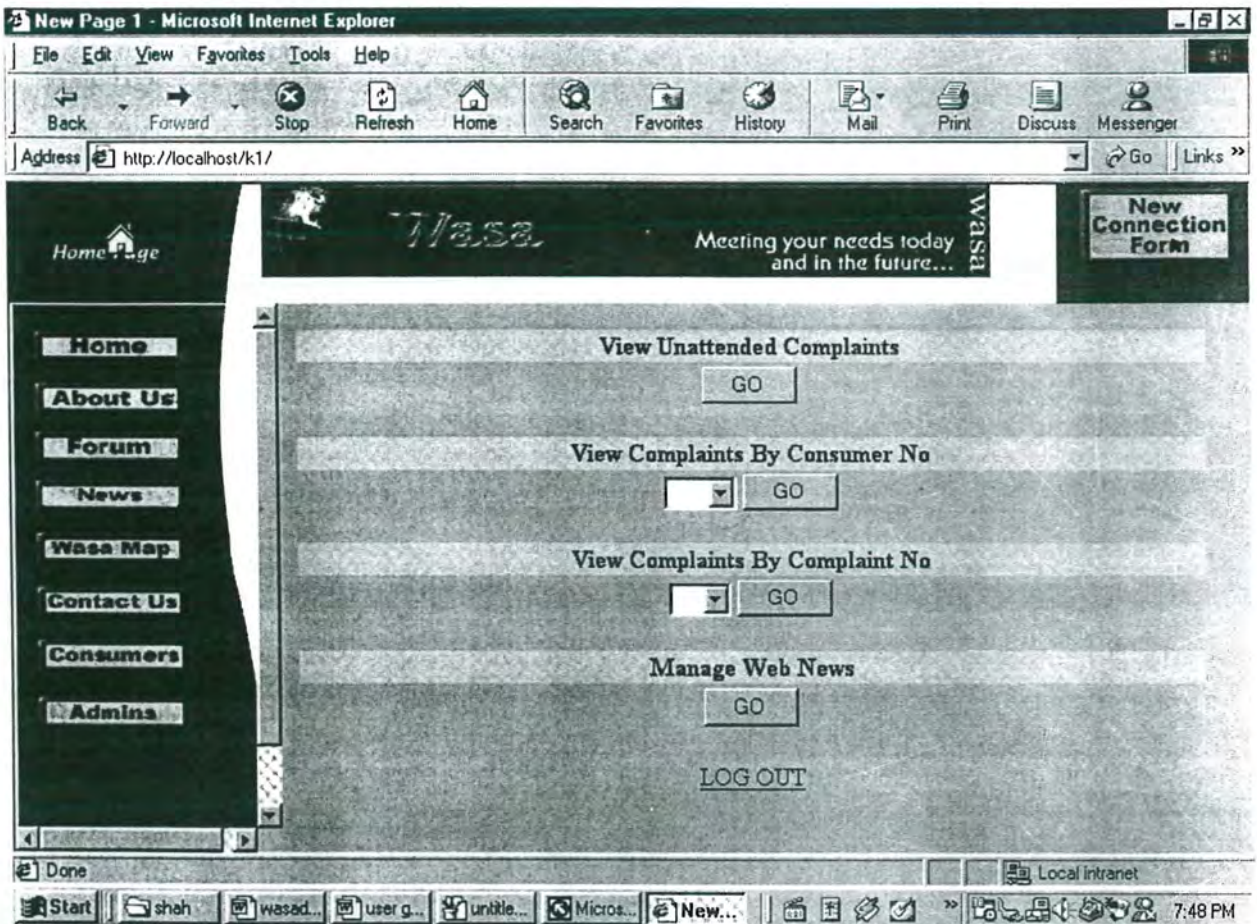 New Page 1 - Microsoft Internet Explorer
File Edit View Favorites Tools Help
Back Forward Stop Refresh Home Search Favorites History Mail Print Discuss Messenger
Address http://localhost/k1/ Go Links »
Home Page
Wasa
Meeting your needs today
and in the future...
Wasa
New
Connection
Form
Home
About Us
Forum
News
Wasa Map
Contact Us
Consumers
Admins
View Unattended Complaints
GO
View Complaints By Consumer No
GO
View Complaints By Complaint No
GO
Manage Web News
GO
LOG OUT
Done Local intranet
Start shah wasad... user g... untitle... Micros... New... » 7:48 PM